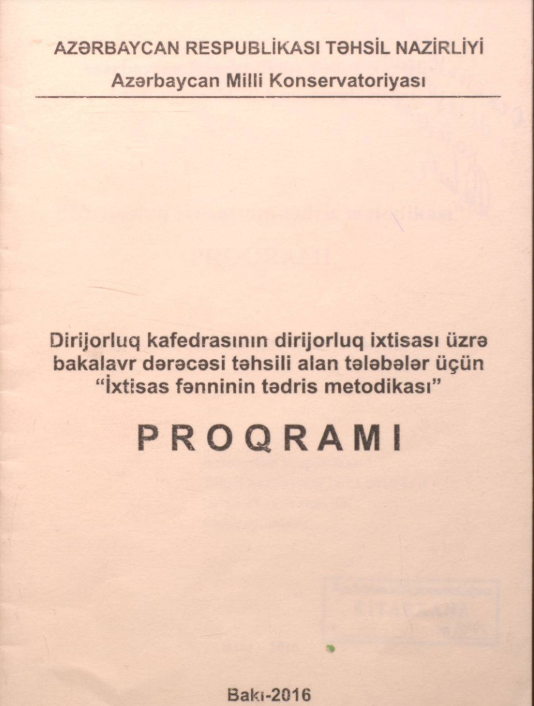 AZƏRBAYCAN RESPUBLİKASI TƏHSİL NAZİRLİYİ
Azərbaycan Milli Konservatoriyası
Dirijorluq kafedrasının dirijorluq ixtisası üzrə
bakalavr dərəcəsi təhsili alan tələbələr üçün
“İxtisas fənninin tədris metodikası”
PROQRAMI
Bakı-2016